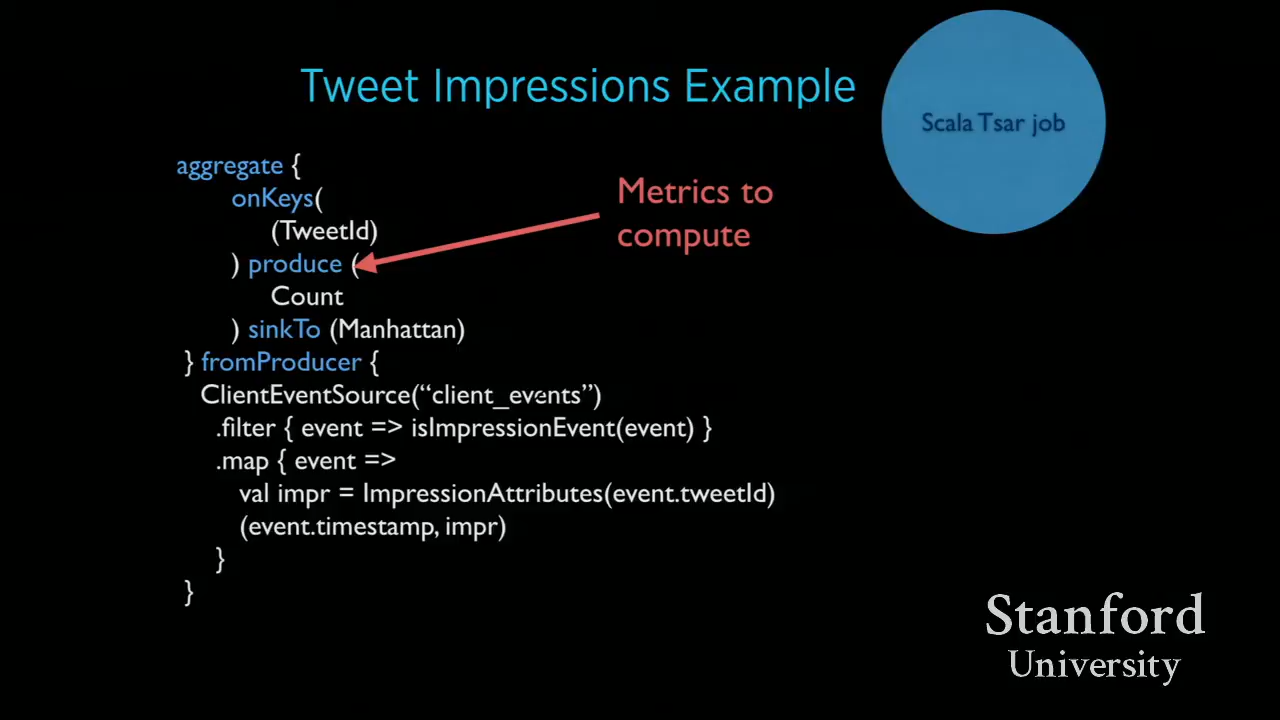 Tweet Impressions Example
Scala Tsar job
aggregate {
onKeys(
(TweetId)
) produce (
Count
) sinkTo (Manhattan)
} fromProducer {
ClientEventSource(“client_events”)
.filter { event => isImpressionEvent(event) }
.map { event =>
val impr = ImpressionAttributes(event.tweetId)
(event.timestamp, impr)
}
}
Metrics to
compute
Stanford
University